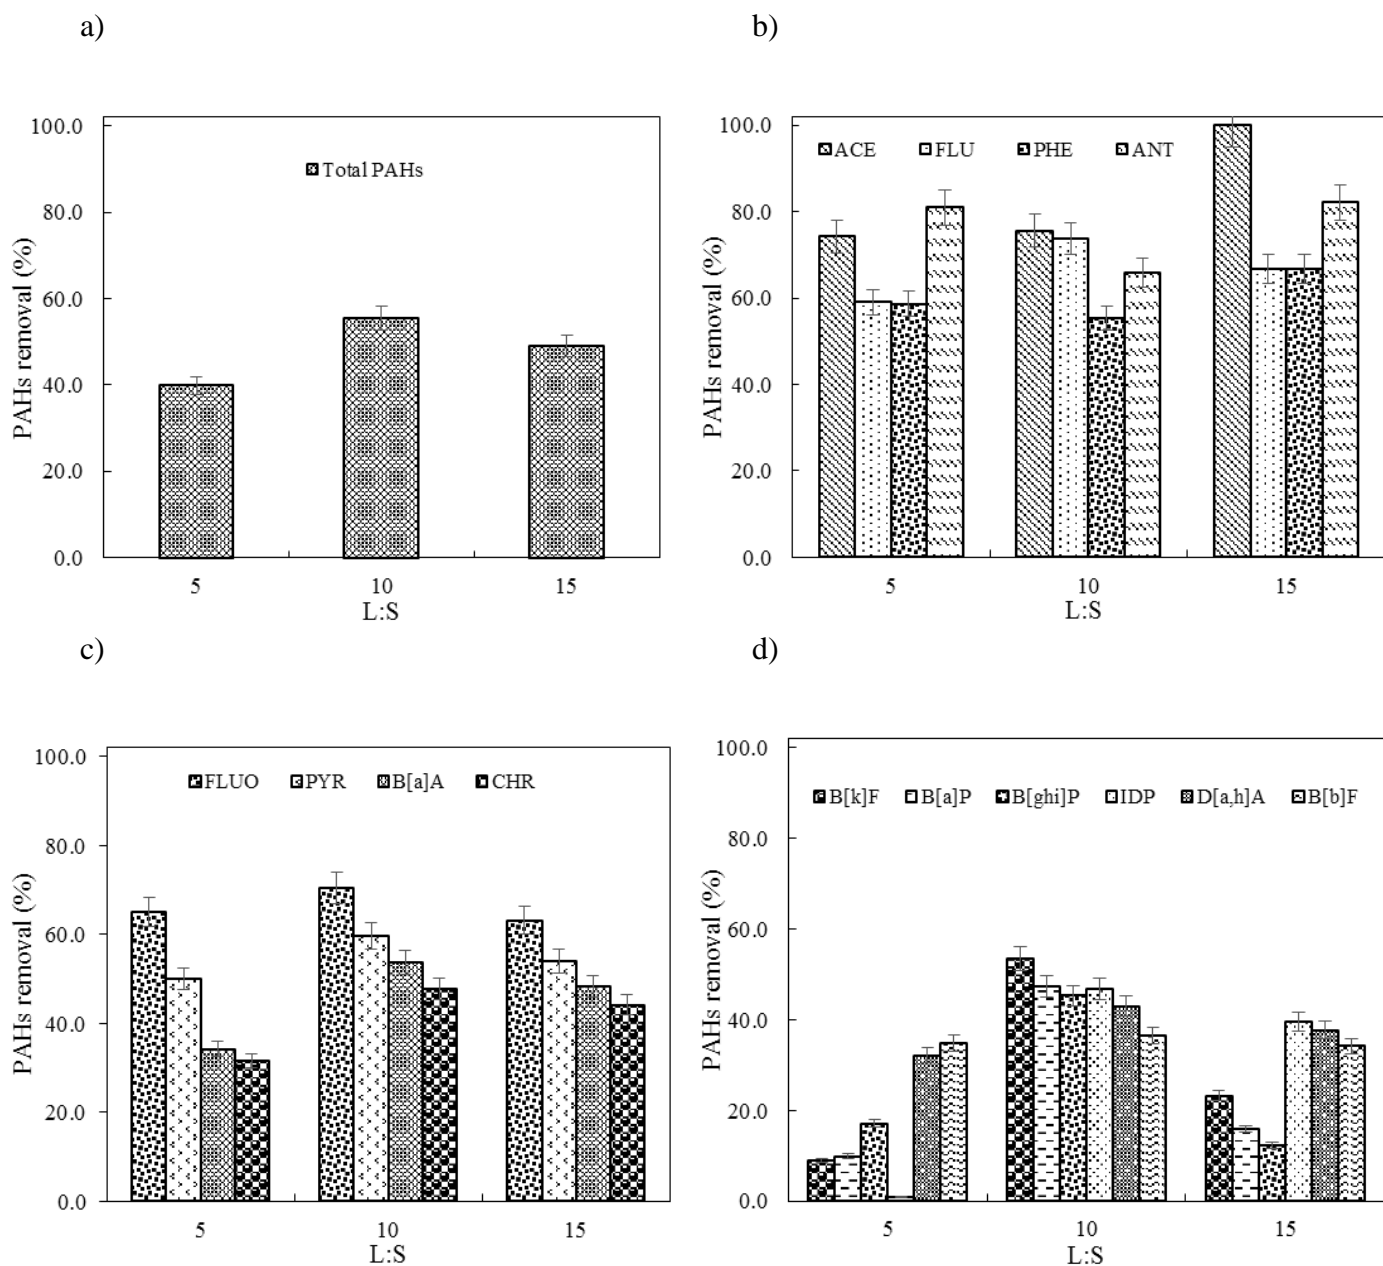 a)
100.0
80.0
60.0
40.0
20.0
0.0
PAHs removal (%)
Total PAHs
5 10 15
L:S
b)
100.0
80.0
60.0
40.0
20.0
0.0
PAHs removal (%)
ACE FLU PHE ANT
5 10 15
L:S
c)
100.0
80.0
60.0
40.0
20.0
0.0
PAHs removal (%)
FLUO PYR B[a]A CHR
5 10 15
L:S
d)
100.0
80.0
60.0
40.0
20.0
0.0
PAHs removal (%)
B[k]F B[a]P B[ghi]P IDP D[a,h]A B[b]F
5 10 15
L:S